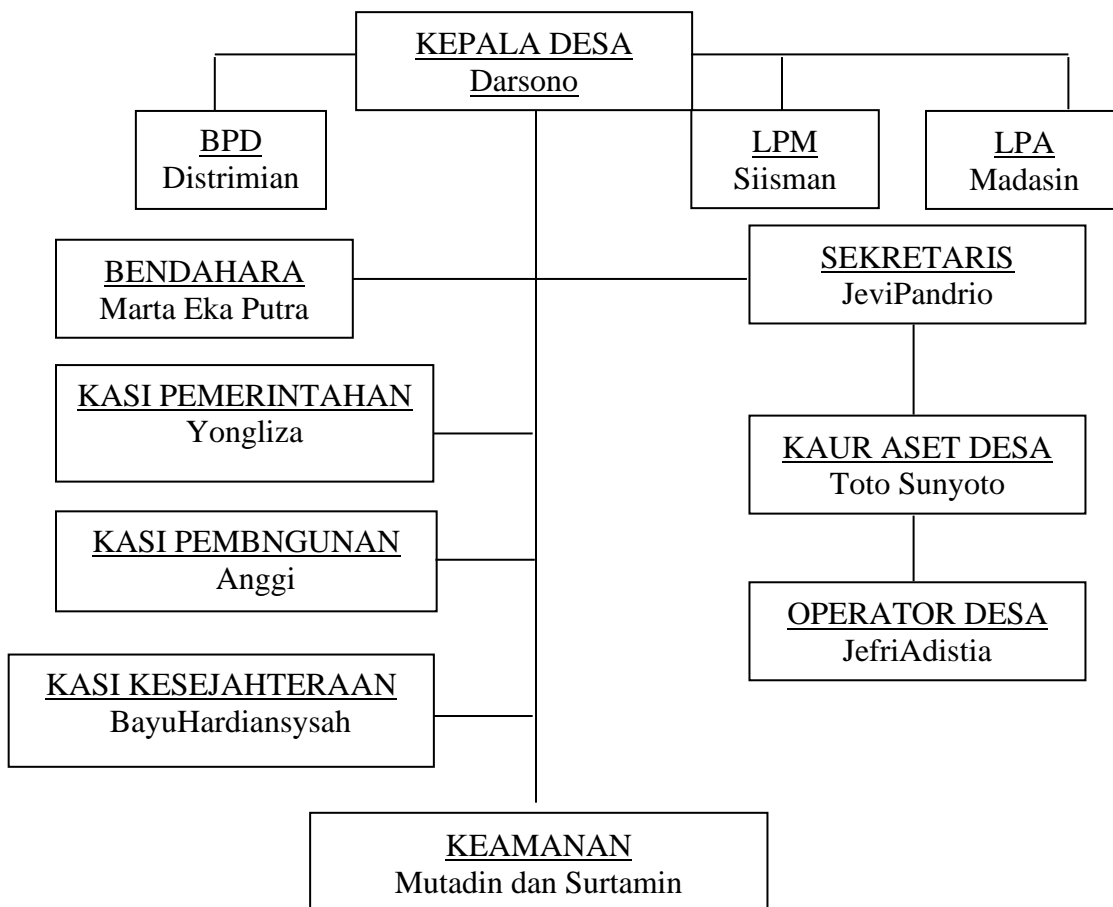 KEPALA DESA
Darsono
BPD
Distrimian
LPM
Siisman
LPA
Madasin
BENDAHARA
Marta Eka Putra
SEKRETARIS
JeviPandrio
KASI PEMERINTAHAN
Yongliza
KAUR ASET DESA
Toto Sunyoto
KASI PEMBNGUNAN
Anggi
OPERATOR DESA
JefriAdistia
KASI KESEJAHTERAAN
BayuHardiansysah
KEAMANAN
Mutadin dan Surtamin